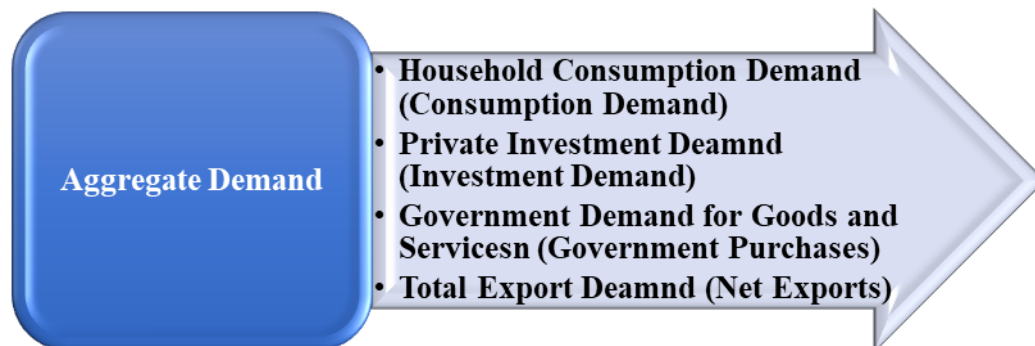 Aggregate Demand
• Household Consumption Demand
(Consumption Demand)
• Private Investment Deamnd
(Investment Demand)
• Government Demand for Goods and
Servicesn (Government Purchases)
• Total Export Deamnd (Net Exports)